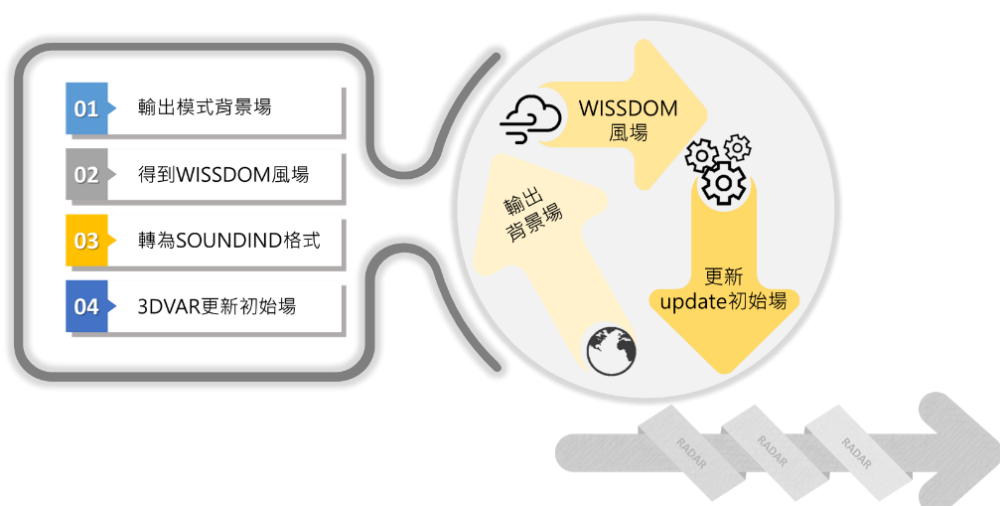 01 輸出模式背景場
02 得到WISSDOM風場
03 轉為SOUNDIND格式
04 3DVAR更新初始場
WISSDOM
風場
輸出
背景場
更新
update初始場
RADAR
RADAR
RADAR